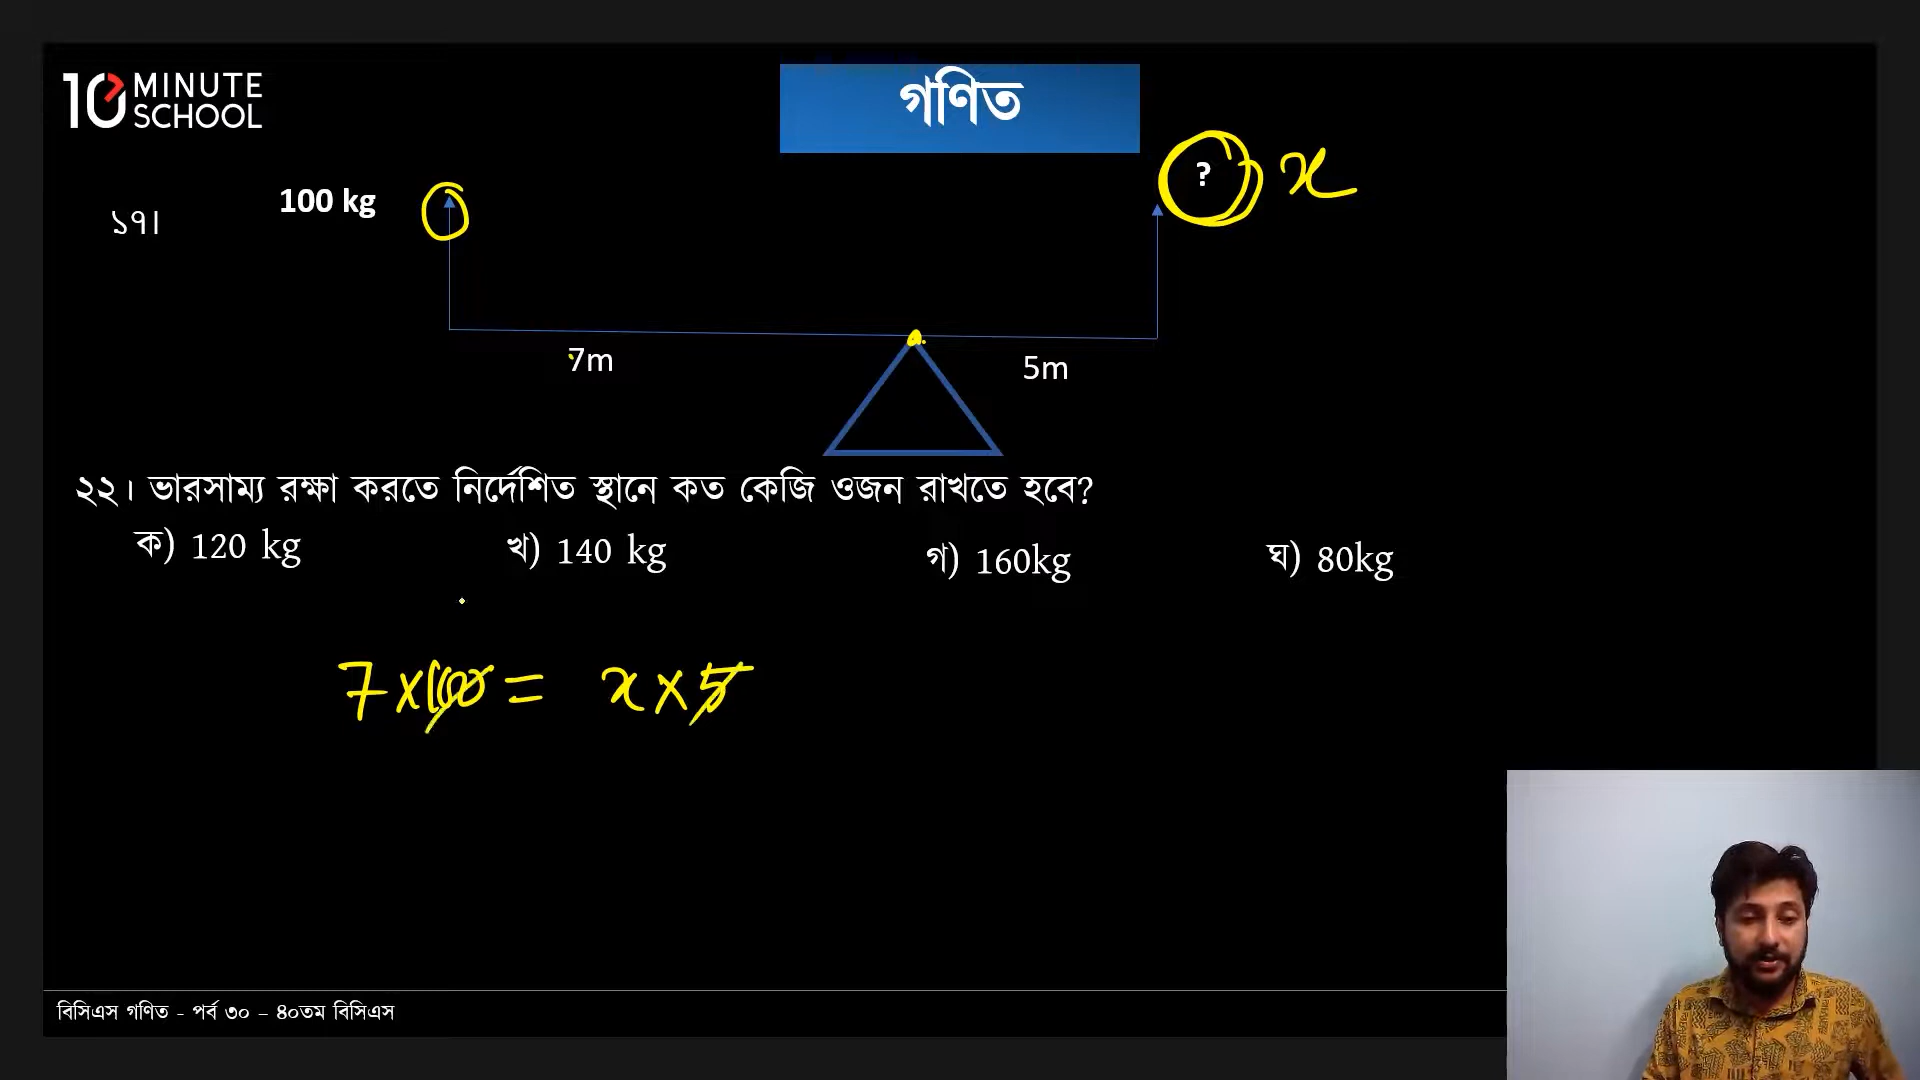 10 MINUTE SCHOOL
গণিত
১৭।
100 kg
?
x
7m
5m
২২। ভারসাম্য রক্ষা করতে নির্দেশিত স্থানে কত কেজি ওজন রাখতে হবে?
ক) 120 kg
খ) 140 kg
গ) 160kg
ঘ) 80kg
7×100 = x×5
বিসিএস গণিত - পর্ব ৩০ – ৪০তম বিসিএস